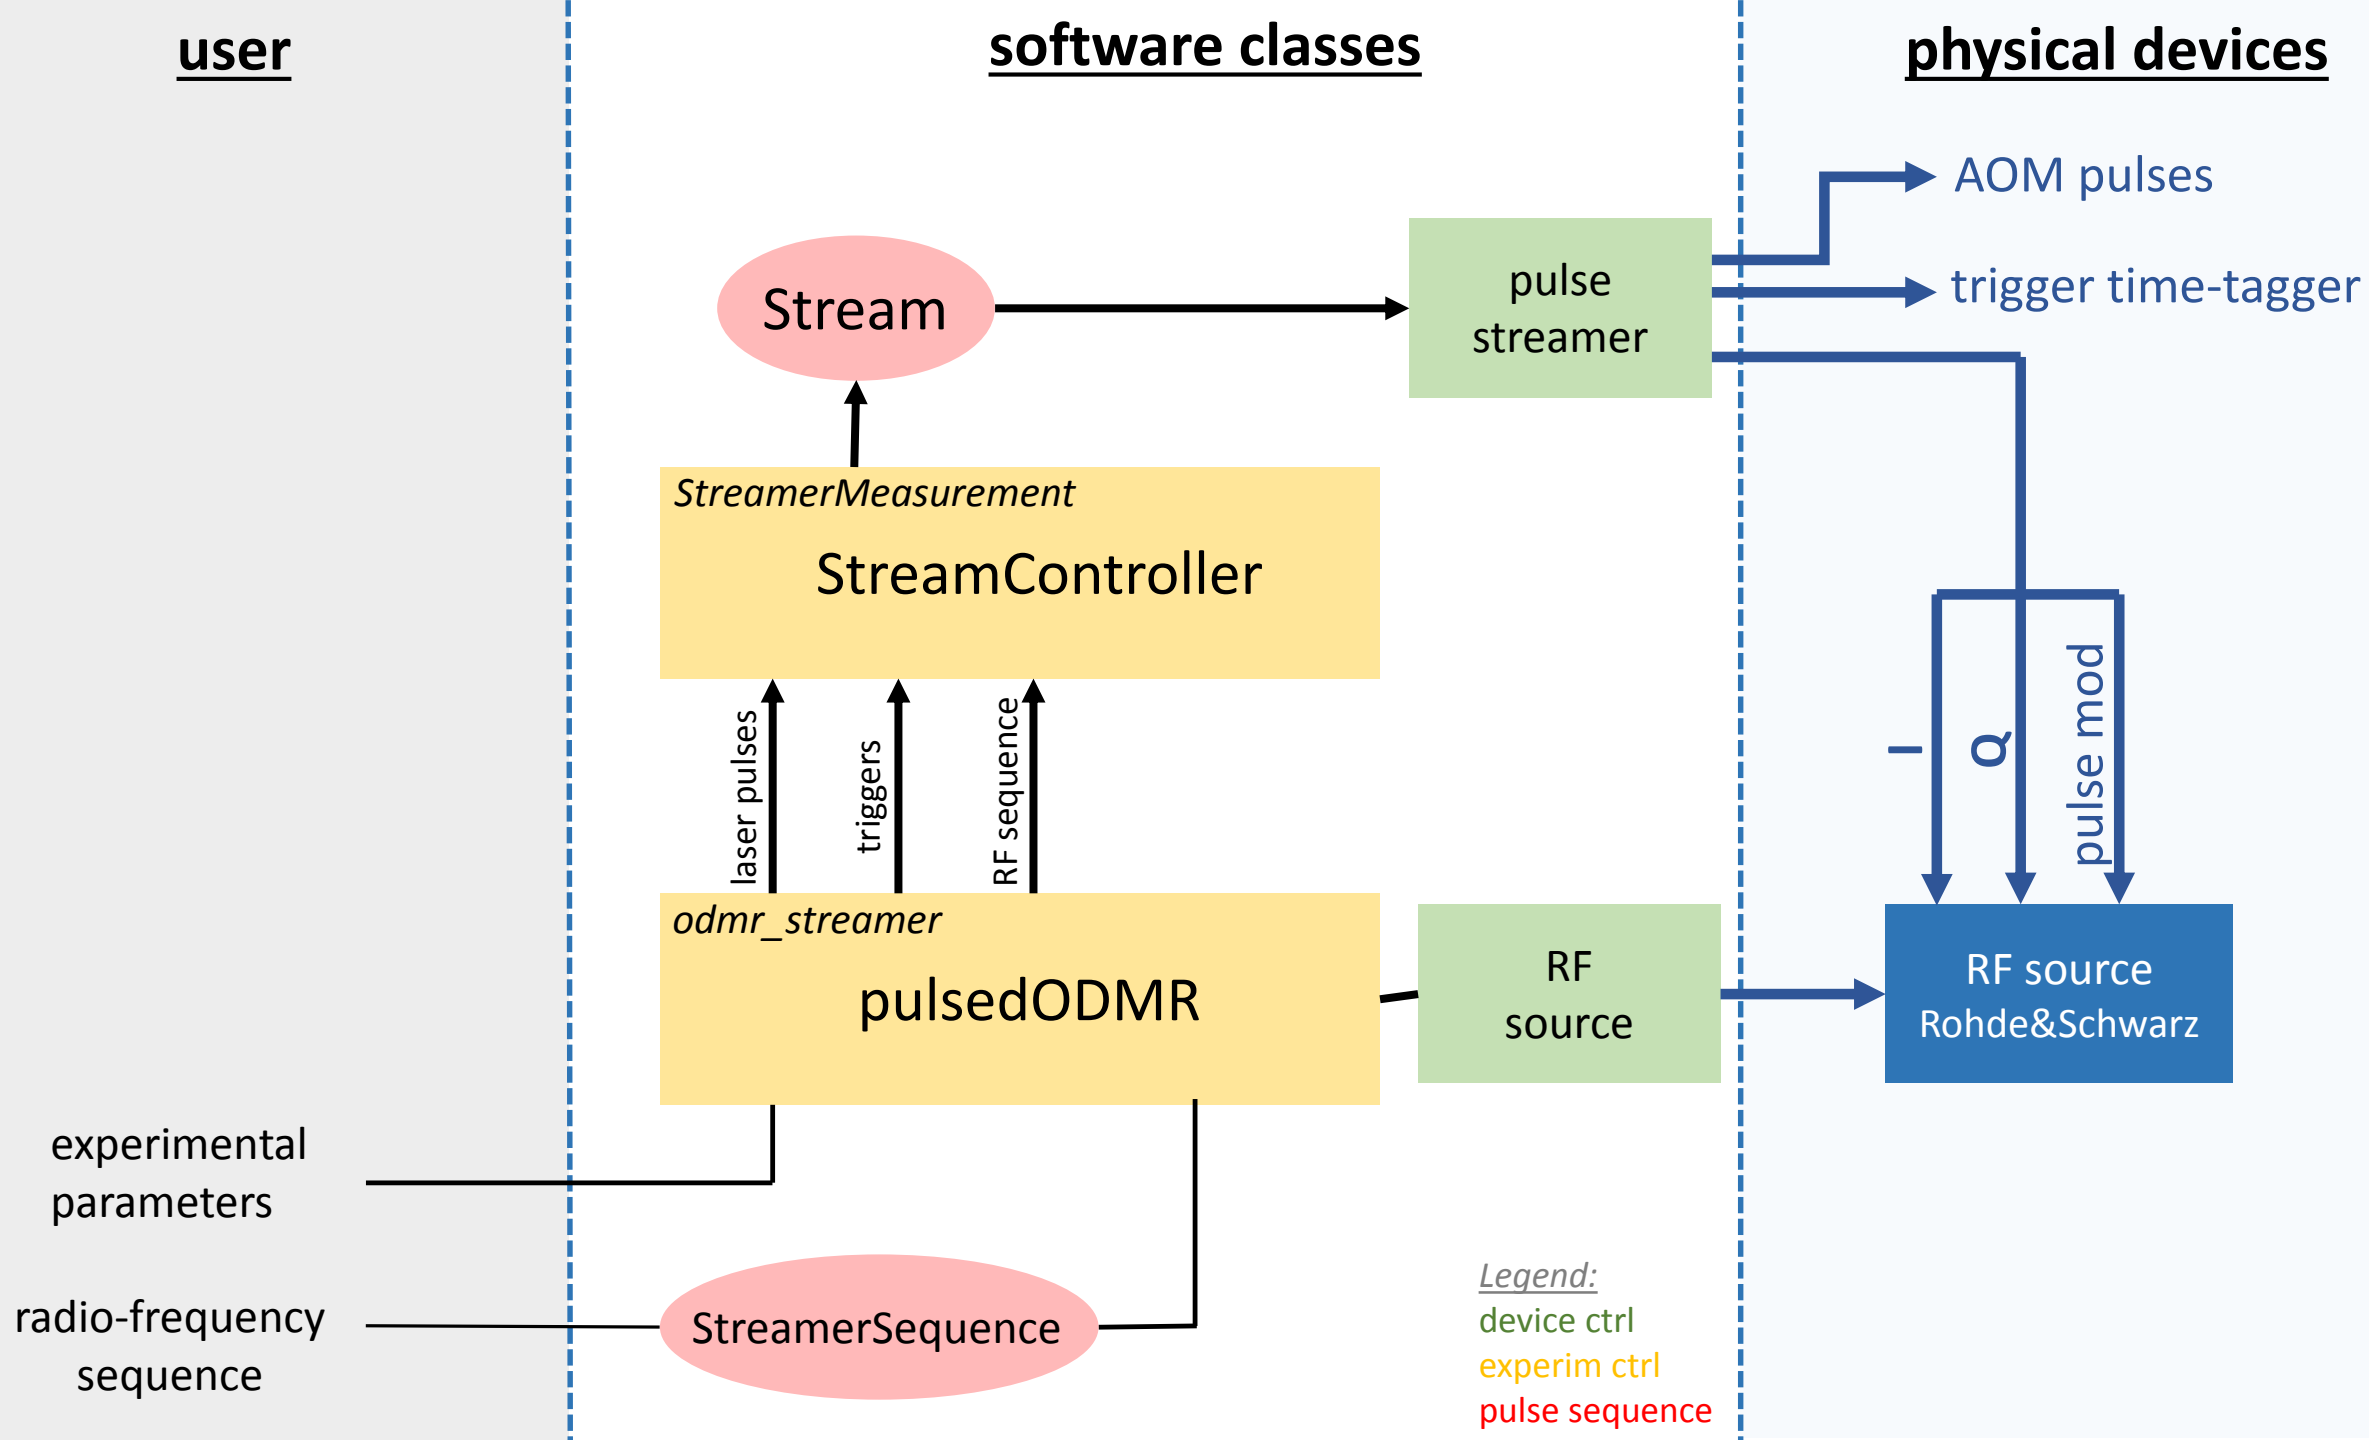 user
software classes
physical devices
AOM pulses
trigger time-tagger
pulse
streamer
Stream
StreamerMeasurement
StreamController
I
Q
pulse mod
laser pulses
triggers
RF sequence
odmr_streamer
pulsedODMR
RF
source
RF source
Rohde&Schwarz
experimental
parameters
radio-frequency
sequence
StreamerSequence
Legend:
device ctrl
experim ctrl
pulse sequence